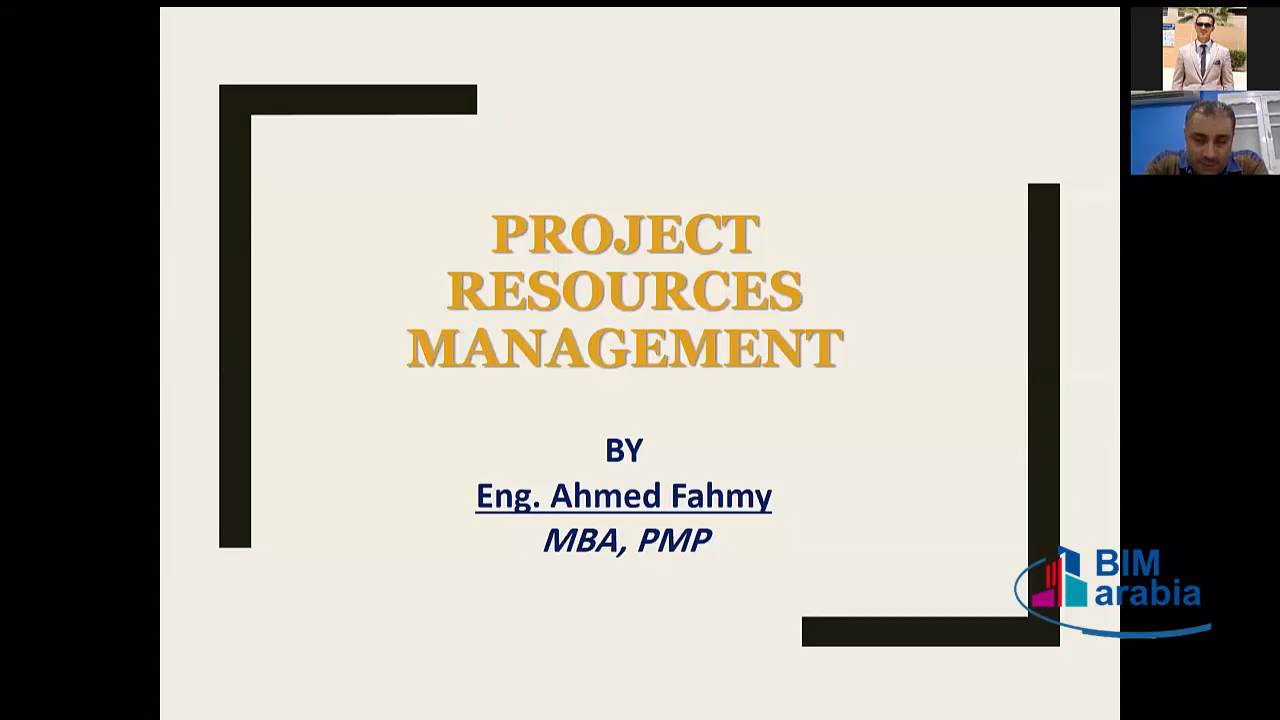 PROJECT
RESOURCES
MANAGEMENT
BY
Eng. Ahmed Fahmy
MBA, PMP
BIM
arabia